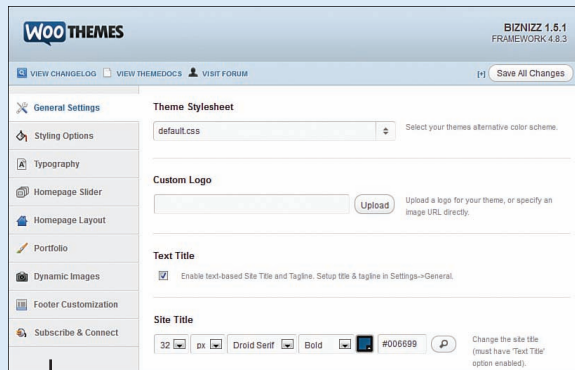 WOO THEMES
BIZNIZZ 1.5.1
FRAMEWORK 4.8.3
VIEW CHANGELOG VIEW THEMEDOCS VISIT FORUM
[+] Save All Changes
General Settings
Styling Options
Typography
Homepage Slider
Homepage Layout
Portfolio
Dynamic Images
Footer Customization
Subscribe & Connect
Theme Stylesheet
default.css
Select your themes alternative color scheme.
Custom Logo
Upload
Upload a logo for your theme, or specify an
image URL directly.
Text Title
Enable text-based Site Title and Tagline. Setup title & tagline in Settings->General.
Site Title
32 px Droid Serif Bold #006699
Change the site title
(must have 'Text Title'
option enabled).